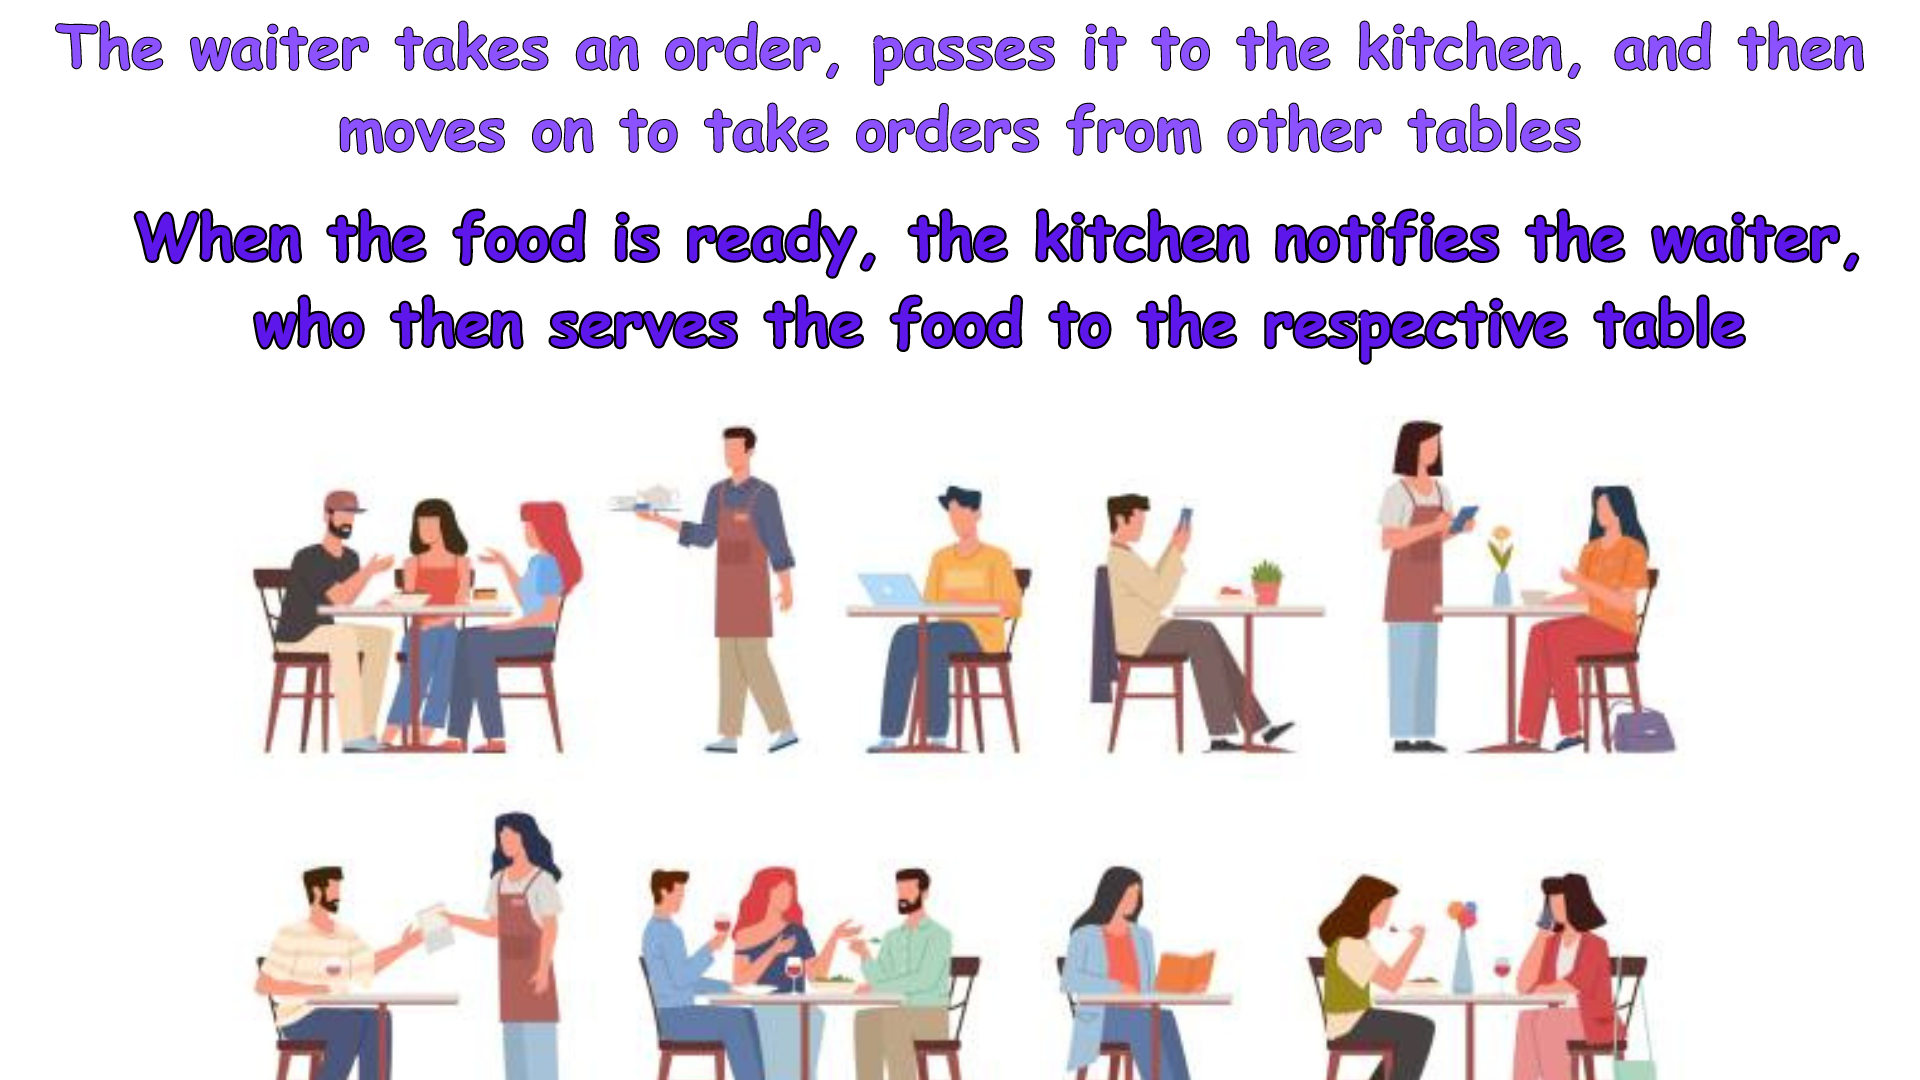 The waiter takes an order, passes it to the kitchen, and then
moves on to take orders from other tables
When the food is ready, the kitchen notifies the waiter,
who then serves the food to the respective table